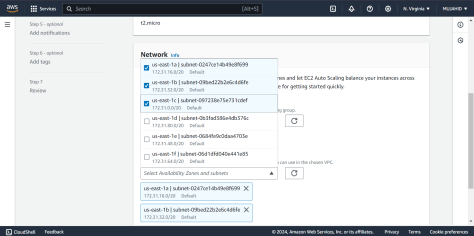 aws
Services
Search
[Alt+S]
N. Virginia
MUJAHID
Step 5 - optional
Add notifications
Step 6 - optional
Add tags
Step 7
Review
t2.micro
Network Info
us-east-1a | subnet-0247ce14b49e8f699
172.31.16.0/20 Default
us-east-1b | subnet-09bed22b2e6c4d6fe
172.31.32.0/20 Default
us-east-1c | subnet-097238e75e731cdef
172.31.0.0/20 Default
us-east-1d | subnet-0b3fad386e4db576c
172.31.80.0/20 Default
us-east-1e | subnet-0684fe9c0daa4703e
172.31.48.0/20 Default
us-east-1f | subnet-06d1dfd040e441a85
172.31.64.0/20 Default
nes and let EC2 Auto Scaling balance your instances across
e for getting started quickly.
ng group.
can use in the chosen VPC.
Select Availability Zones and subnets
us-east-1a | subnet-0247ce14b49e8f699
172.31.16.0/20 Default
us-east-1b | subnet-09bed22b2e6c4d6fe
172.31.32.0/20 Default
CloudShell
Feedback
© 2024, Amazon Web Services, Inc. or its affiliates.
Privacy
Terms
Cookie preferences